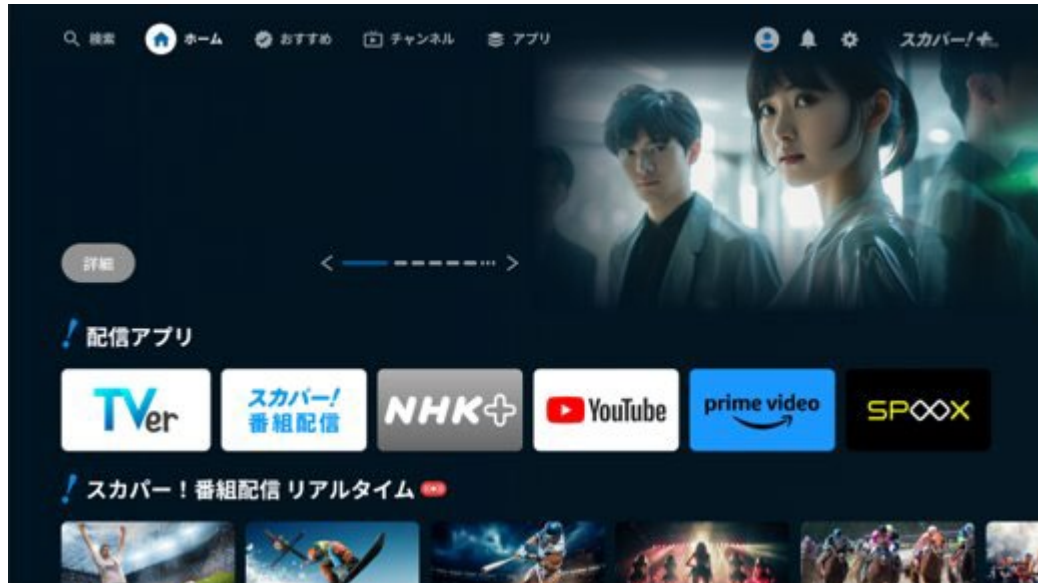 検索 ホーム おすすめ チャンネル アプリ スカパー!+
詳細
配信アプリ
TVer スカパー! 番組配信 NHK+ YouTube prime video SPOOX
スカパー！番組配信 リアルタイム